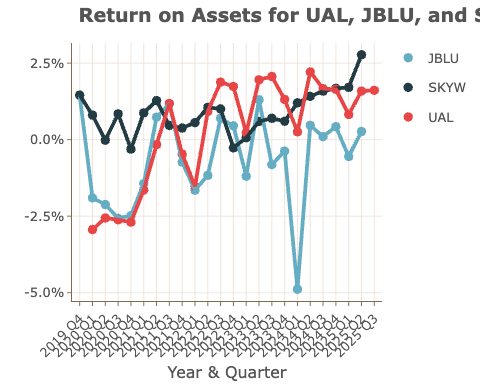 Return on Assets for UAL, JBLU, and S
2.5%
0.0%
-2.5%
-5.0%
JBLU
SKYW
UAL
2019 Q4
2020 Q1
2020 Q2
2020 Q3
2020 Q4
2021 Q1
2021 Q2
2021 Q3
2021 Q4
2022 Q1
2022 Q2
2022 Q3
2022 Q4
2023 Q1
2023 Q2
2023 Q3
2023 Q4
2024 Q1
2024 Q2
2024 Q3
2024 Q4
2025 Q1
2025 Q2
2025 Q3
Year & Quarter